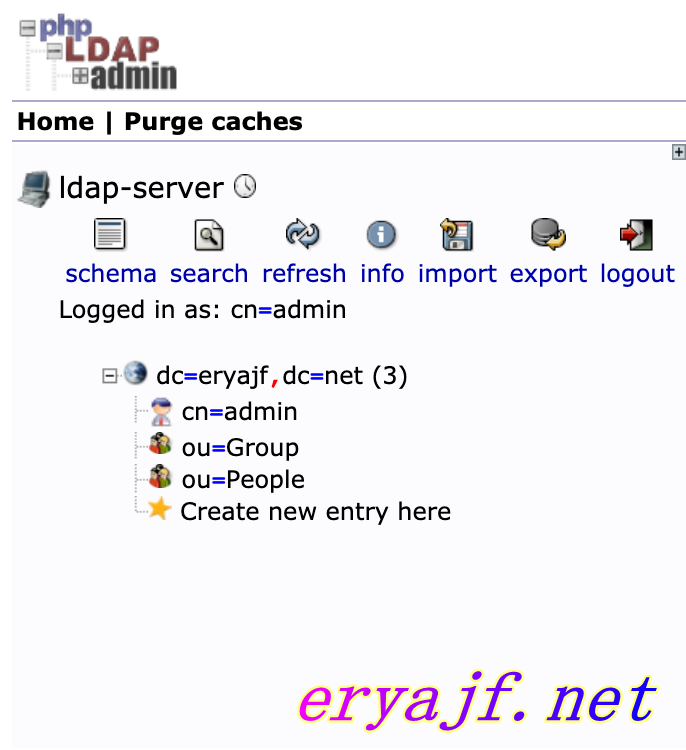 php
LDAP
admin
Home | Purge caches
ldap-server
schema search refresh info import export logout
Logged in as: cn=admin
dc=eryajf,dc=net (3)
cn=admin
ou=Group
ou=People
Create new entry here
eryajf.net